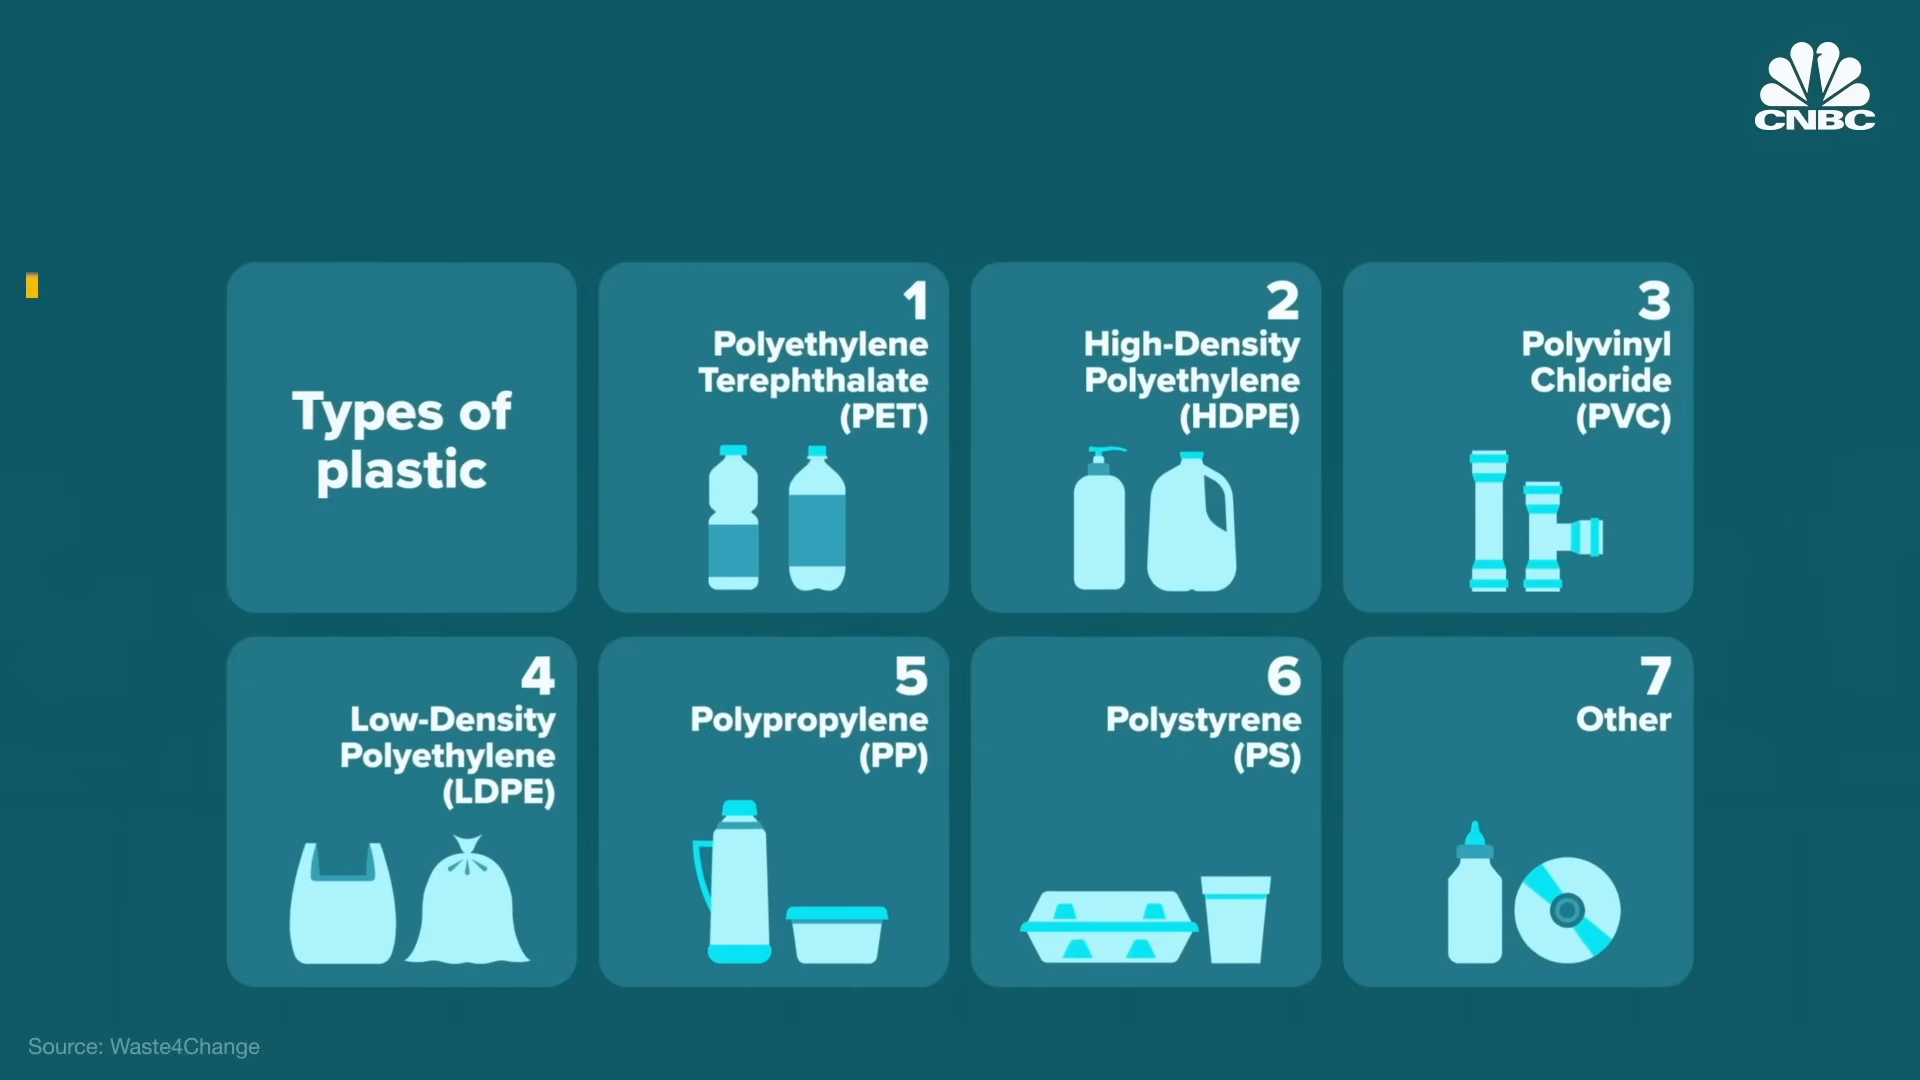 CNBC
Types of
plastic
1
Polyethylene
Terephthalate
(PET)
2
High-Density
Polyethylene
(HDPE)
3
Polyvinyl
Chloride
(PVC)
4
Low-Density
Polyethylene
(LDPE)
5
Polypropylene
(PP)
6
Polystyrene
(PS)
7
Other
Source: Waste4Change